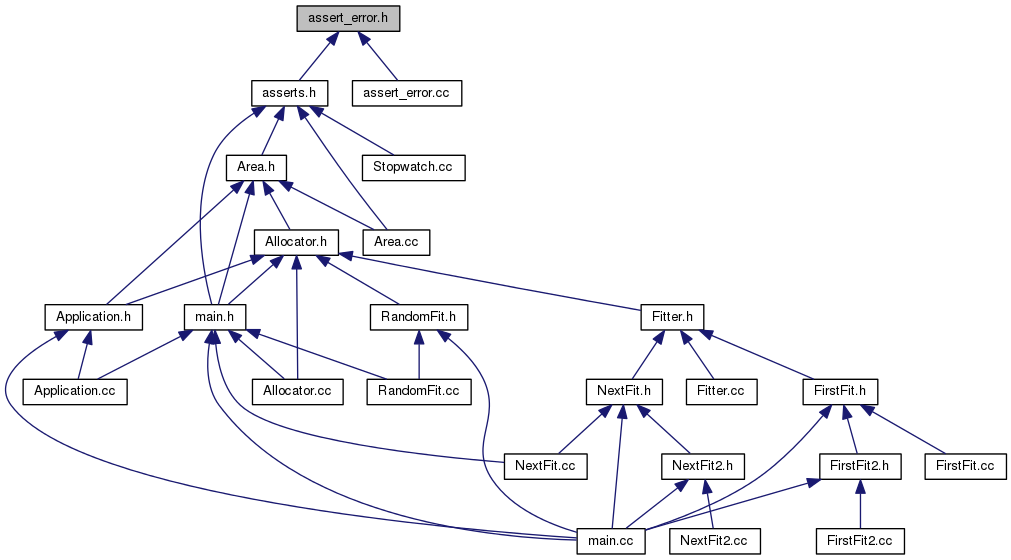 assert_error.h
asserts.h
assert_error.cc
Area.h
Stopwatch.cc
Allocator.h
Area.cc
Application.h
main.h
RandomFit.h
Fitter.h
Application.cc
Allocator.cc
RandomFit.cc
NextFit.h
Fitter.cc
FirstFit.h
NextFit.cc
NextFit2.h
FirstFit2.h
FirstFit.cc
main.cc
NextFit2.cc
FirstFit2.cc